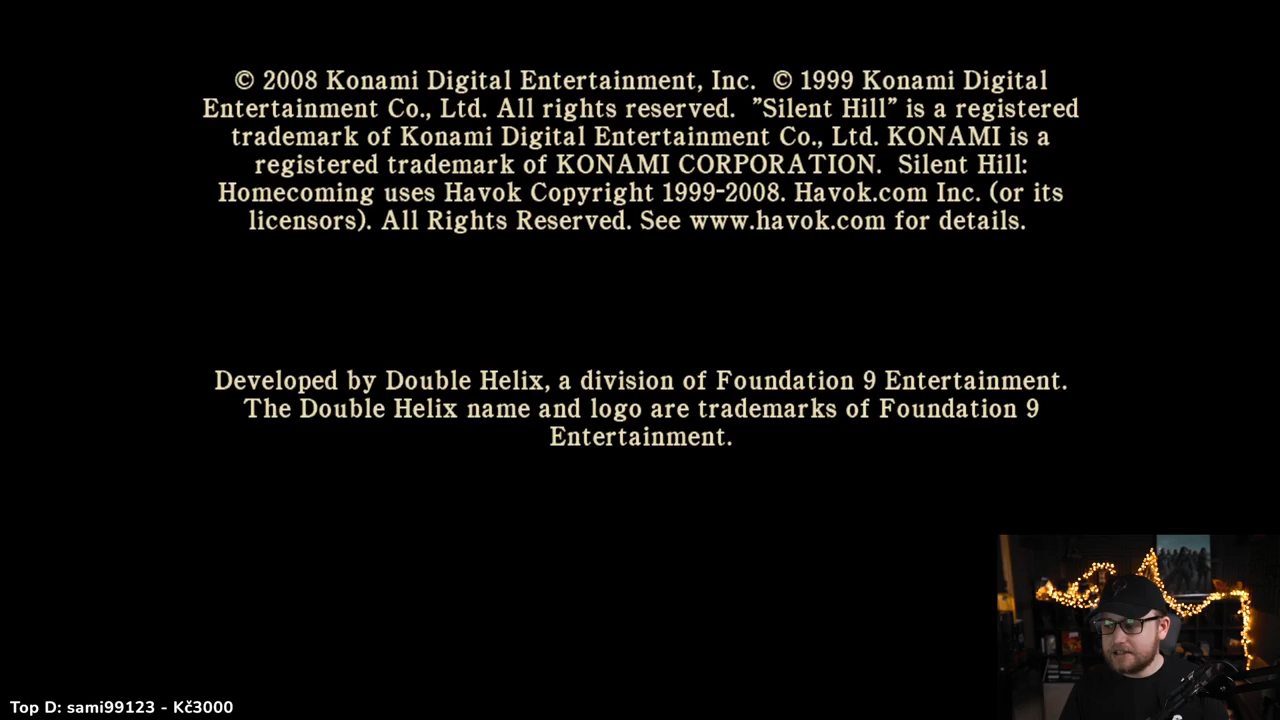 © 2008 Konami Digital Entertainment, Inc.  © 1999 Konami Digital
Entertainment Co., Ltd. All rights reserved.  "Silent Hill" is a registered
trademark of Konami Digital Entertainment Co., Ltd. KONAMI is a
registered trademark of KONAMI CORPORATION.  Silent Hill:
Homecoming uses Havok Copyright 1999-2008. Havok.com Inc. (or its
licensors). All Rights Reserved. See www.havok.com for details.
Developed by Double Helix, a division of Foundation 9 Entertainment.
The Double Helix name and logo are trademarks of Foundation 9
Entertainment.
Top D: sami99123 - Kč3000